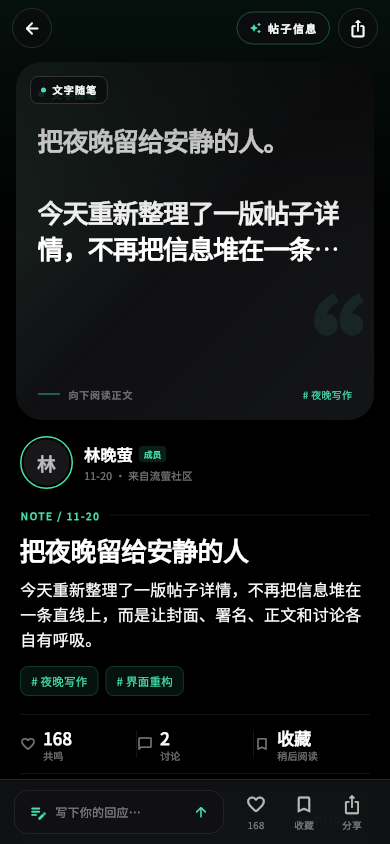 帖子信息
文字随笔
把夜晚留给安静的人。
今天重新整理了一版帖子详
情，不再把信息堆在一条…
“
向下阅读正文
# 夜晚写作
林
林晚萤 成员
11-20 · 来自流萤社区
NOTE / 11-20
把夜晚留给安静的人
今天重新整理了一版帖子详情，不再把信息堆在
一条直线上，而是让封面、署名、正文和讨论各
自有呼吸。
# 夜晚写作 # 界面重构
168 2 收藏
共鸣 讨论 稍后阅读
写下你的回应…
168 收藏 分享